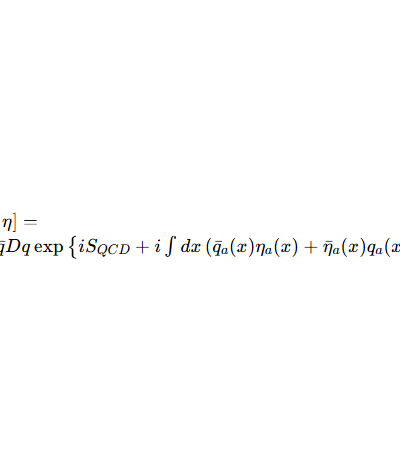 η] =
q̄Dq exp {iS_{QCD} + i ∫ dx (q̄_a(x)η_a(x) + η̄_a(x)q_a(x